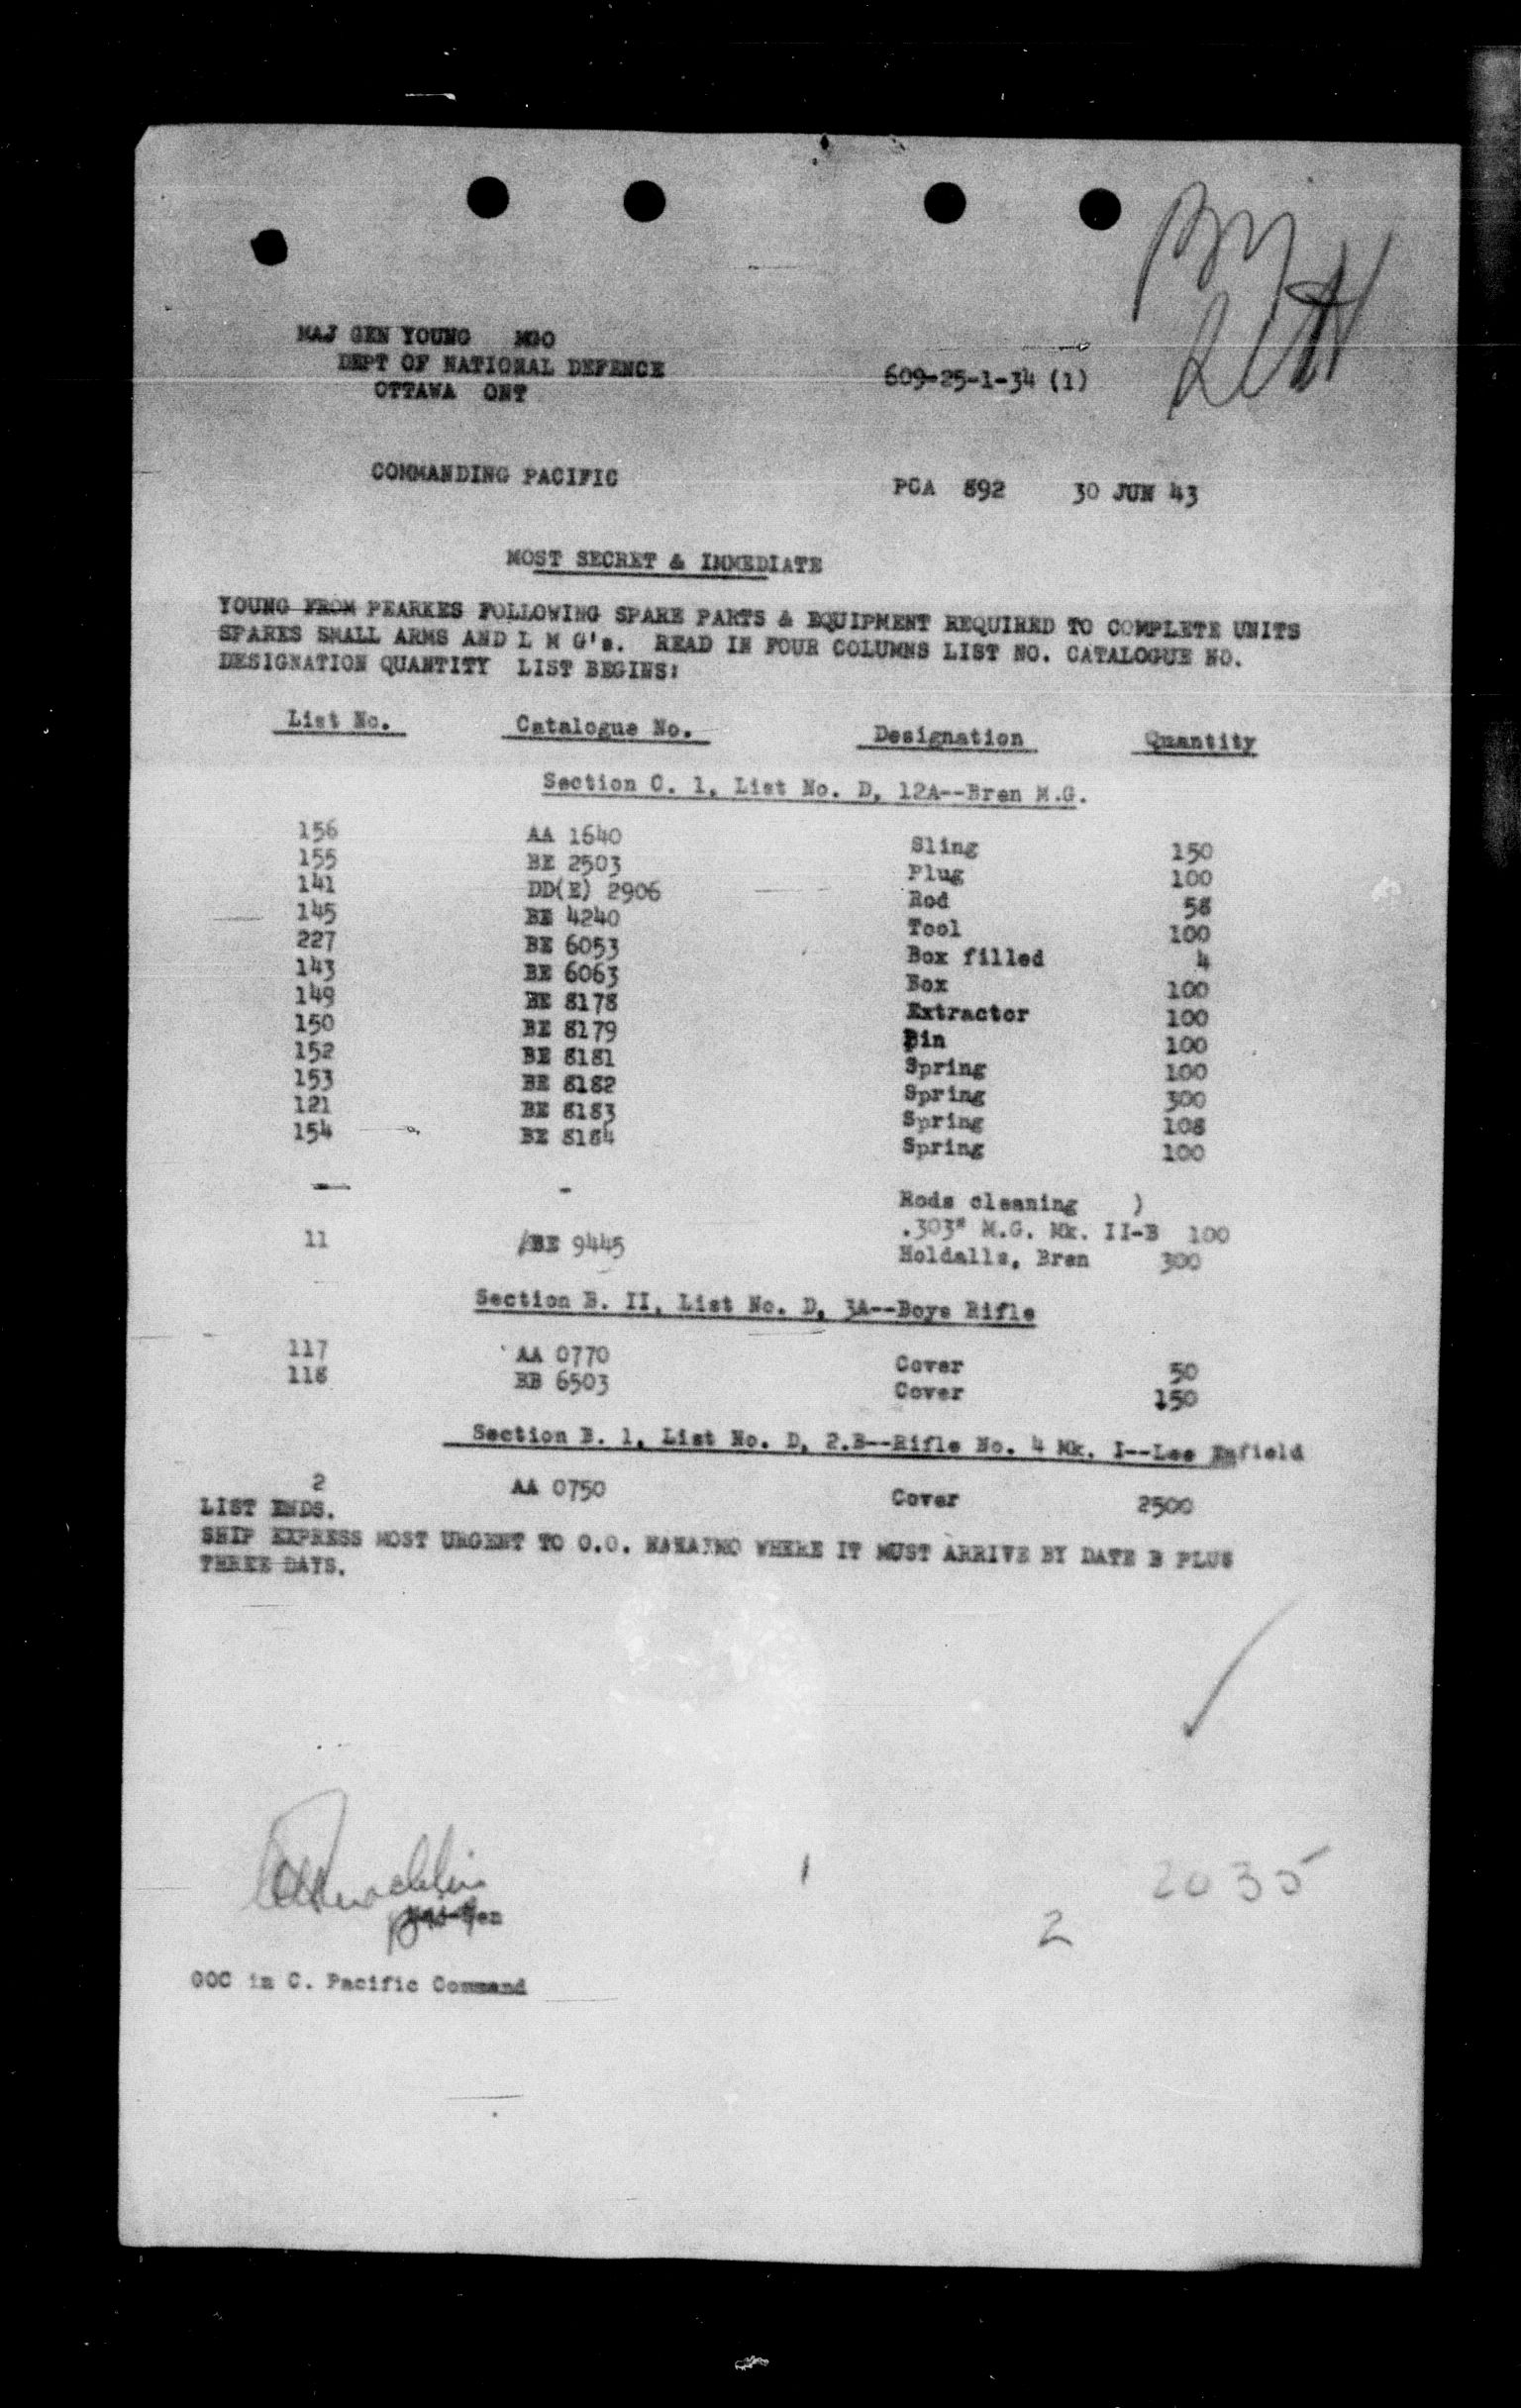 MAJ GEN YOUNG MGO
DEPT OF NATIONAL DEFENCE
OTTAWA ONT
609-25-1-34 (1)
COMMANDING PACIFIC
PCA 892 30 JUN 43
MOST SECRET & IMMEDIATE
YOUNG FROM PEARKES FOLLOWING SPARE PARTS & EQUIPMENT REQUIRED TO COMPLETE UNITS
SPARES SMALL ARMS AND L M G's. READ IN FOUR COLUMNS LIST NO. CATALOGUE NO.
DESIGNATION QUANTITY LIST BEGINS:
List No. Catalogue No. Designation Quantity
Section C. 1, List No. D, 12A--Bren M.G.
156 AA 1640 Sling 150
155 BE 2503 Plug 100
141 DD(E) 2906 Rod 58
145 BE 4240 Tool 100
227 BE 6053 Box filled 4
143 BE 6063 Box 100
149 BE 8178 Extractor 100
150 BE 8179 Pin 100
152 BE 8181 Spring 100
153 BE 8182 Spring 300
121 BE 8183 Spring 108
154 BE 8184 Spring 100
— - Rods cleaning )
.303" M.G. Mk. II-B 100
11 /BE 9445 Holdalls, Bren 300
Section B. II, List No. D, 3A--Boys Rifle
117 AA 0770 Cover 50
118 BB 6503 Cover 150
Section B. 1, List No. D, 2.B--Rifle No. 4 Mk. I--Lee Enfield
2 AA 0750 Cover 2500
LIST ENDS.
SHIP EXPRESS MOST URGENT TO O.O. NANAIMO WHERE IT MUST ARRIVE BY DATE B PLUS
THREE DAYS.
2035
2
GOC in C. Pacific Command